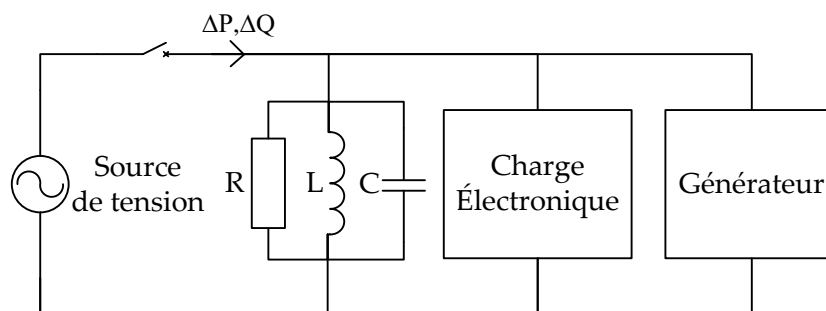 ΔP,ΔQ
Source
de tension
R
L
C
Charge
Électronique
Générateur